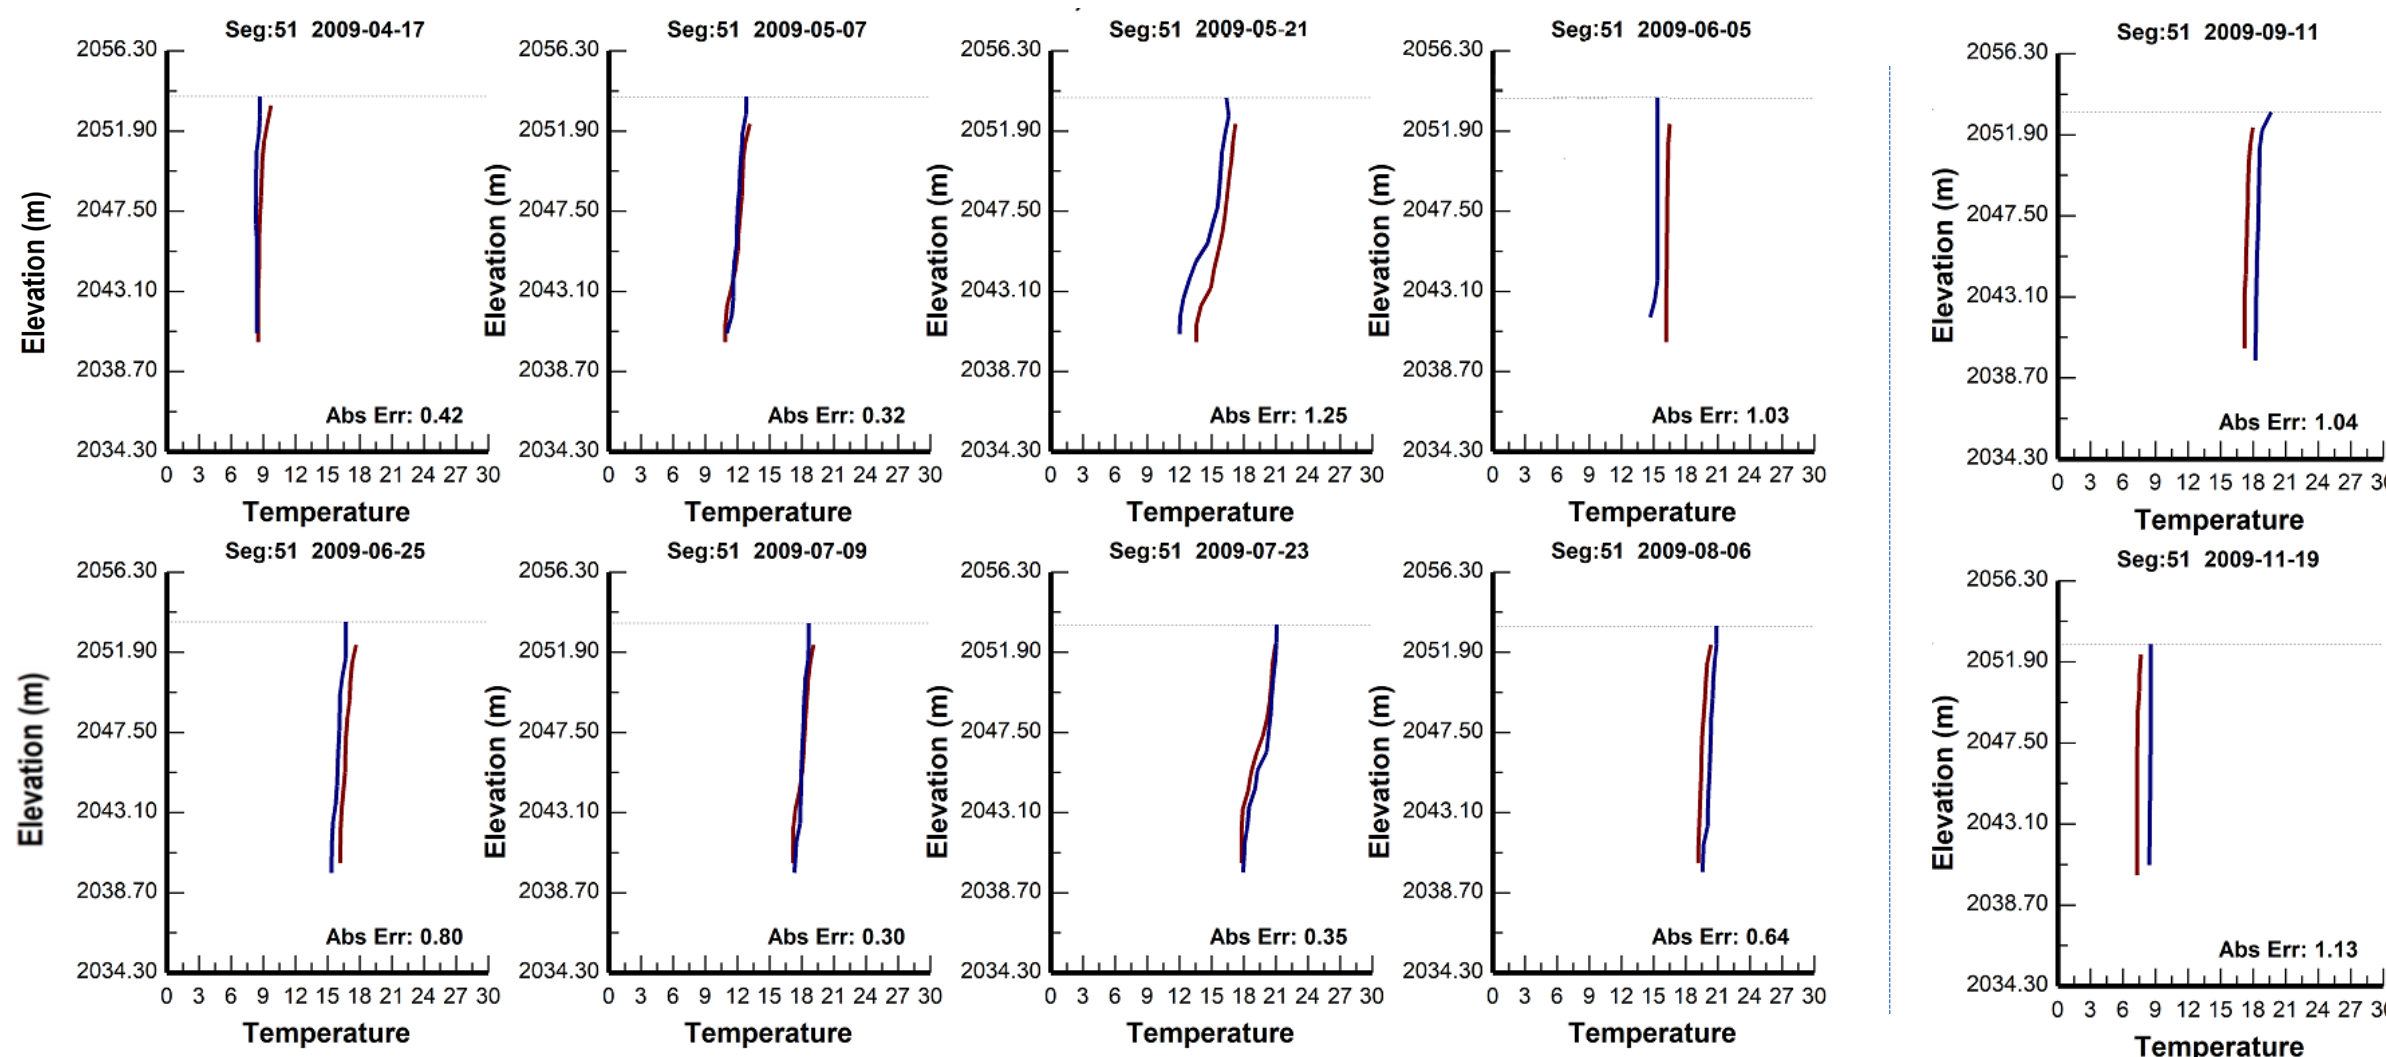 Seg:51 2009-04-17
Seg:51 2009-05-07
Seg:51 2009-05-21
Seg:51 2009-06-05
Seg:51 2009-09-11
Elevation (m)
2056.30
2051.90
2047.50
2043.10
2038.70
2034.30
Abs Err: 0.42
0 3 6 9 12 15 18 21 24 27 30
Temperature
Elevation (m)
2056.30
2051.90
2047.50
2043.10
2038.70
2034.30
Abs Err: 0.32
0 3 6 9 12 15 18 21 24 27 30
Temperature
Elevation (m)
2056.30
2051.90
2047.50
2043.10
2038.70
2034.30
Abs Err: 1.25
0 3 6 9 12 15 18 21 24 27 30
Temperature
Elevation (m)
2056.30
2051.90
2047.50
2043.10
2038.70
2034.30
Abs Err: 1.03
0 3 6 9 12 15 18 21 24 27 30
Temperature
Elevation (m)
2056.30
2051.90
2047.50
2043.10
2038.70
2034.30
Abs Err: 1.04
0 3 6 9 12 15 18 21 24 27
Temperature
Seg:51 2009-06-25
Seg:51 2009-07-09
Seg:51 2009-07-23
Seg:51 2009-08-06
Seg:51 2009-11-19
Elevation (m)
2056.30
2051.90
2047.50
2043.10
2038.70
2034.30
Abs Err: 0.80
0 3 6 9 12 15 18 21 24 27 30
Temperature
Elevation (m)
2056.30
2051.90
2047.50
2043.10
2038.70
2034.30
Abs Err: 0.30
0 3 6 9 12 15 18 21 24 27 30
Temperature
Elevation (m)
2056.30
2051.90
2047.50
2043.10
2038.70
2034.30
Abs Err: 0.35
0 3 6 9 12 15 18 21 24 27 30
Temperature
Elevation (m)
2056.30
2051.90
2047.50
2043.10
2038.70
2034.30
Abs Err: 0.64
0 3 6 9 12 15 18 21 24 27 30
Temperature
Elevation (m)
2056.30
2051.90
2047.50
2043.10
2038.70
2034.30
Abs Err: 1.13
0 3 6 9 12 15 18 21 24 27
Temperature